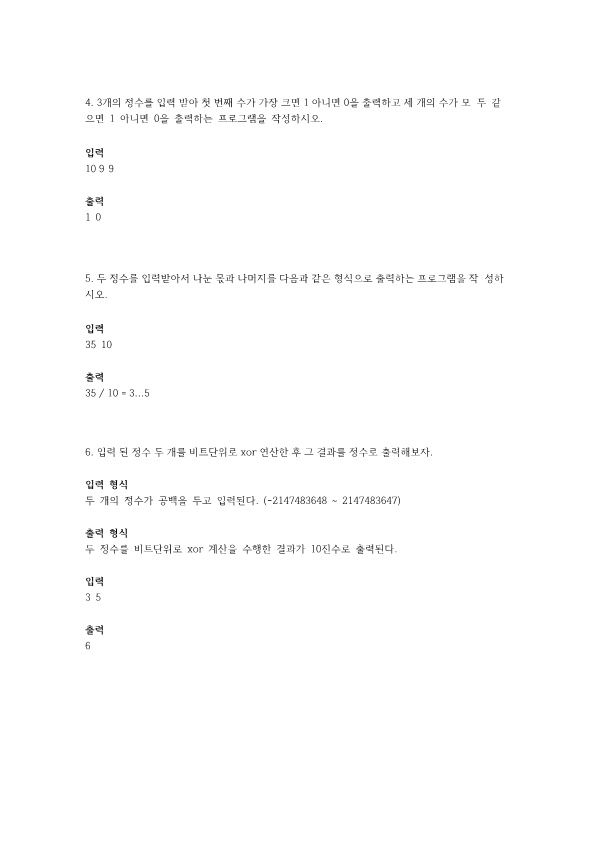 4. 3개의 정수를 입력 받아 첫 번째 수가 가장 크면 1 아니면 0을 출력하고 세 개의 수가 모 두 같
으면 1 아니면 0을 출력하는 프로그램을 작성하시오.
입력
10 9 9
출력
1 0
5. 두 정수를 입력받아서 나눈 몫과 나머지를 다음과 같은 형식으로 출력하는 프로그램을 작 성하
시오.
입력
35 10
출력
35 / 10 = 3...5
6. 입력 된 정수 두 개를 비트단위로 xor 연산한 후 그 결과를 정수로 출력해보자.
입력 형식
두 개의 정수가 공백을 두고 입력된다. (-2147483648 ~ 2147483647)
출력 형식
두 정수를 비트단위로 xor 계산을 수행한 결과가 10진수로 출력된다.
입력
3 5
출력
6